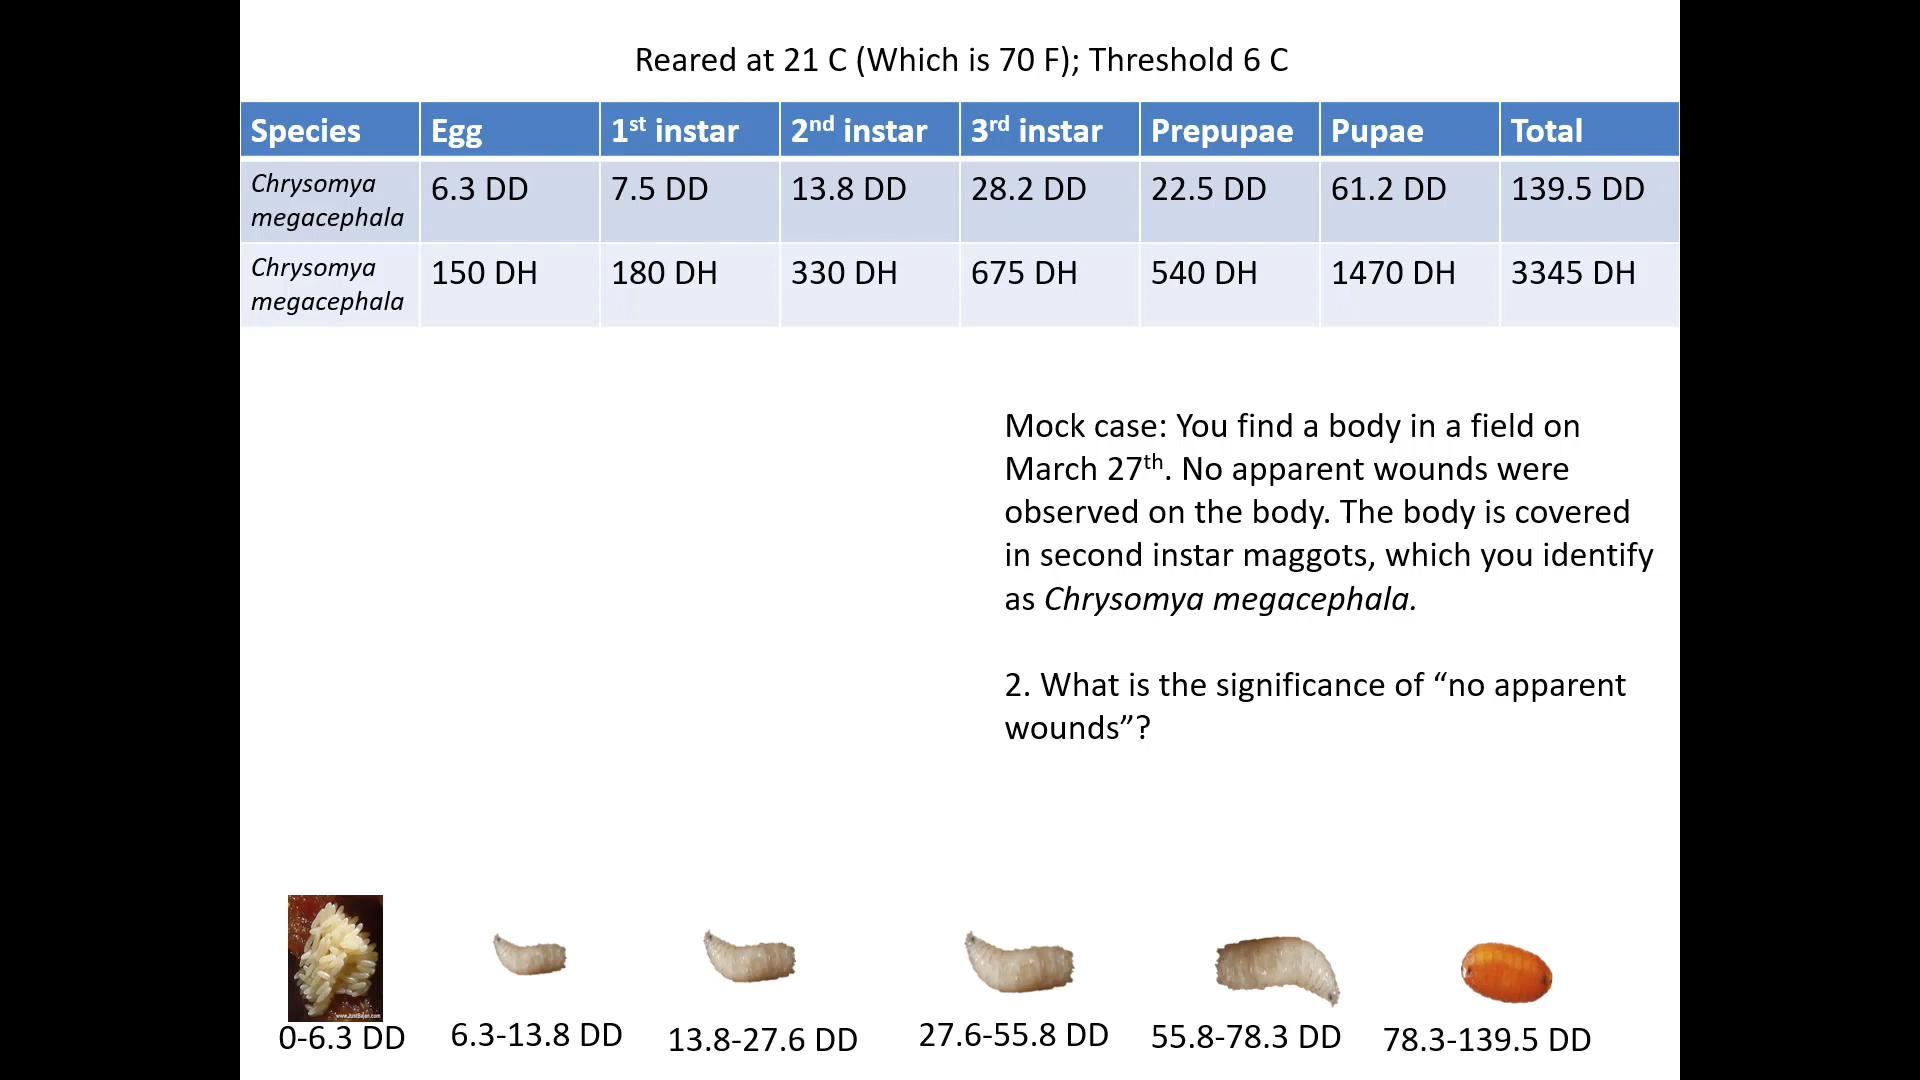 Reared at 21 C (Which is 70 F); Threshold 6 C
Species Egg 1st instar 2nd instar 3rd instar Prepupae Pupae Total
Chrysomya megacephala 6.3 DD 7.5 DD 13.8 DD 28.2 DD 22.5 DD 61.2 DD 139.5 DD
Chrysomya megacephala 150 DH 180 DH 330 DH 675 DH 540 DH 1470 DH 3345 DH
Mock case: You find a body in a field on
March 27th. No apparent wounds were
observed on the body. The body is covered
in second instar maggots, which you identify
as Chrysomya megacephala.
2. What is the significance of “no apparent
wounds”?
0-6.3 DD 6.3-13.8 DD 13.8-27.6 DD 27.6-55.8 DD 55.8-78.3 DD 78.3-139.5 DD